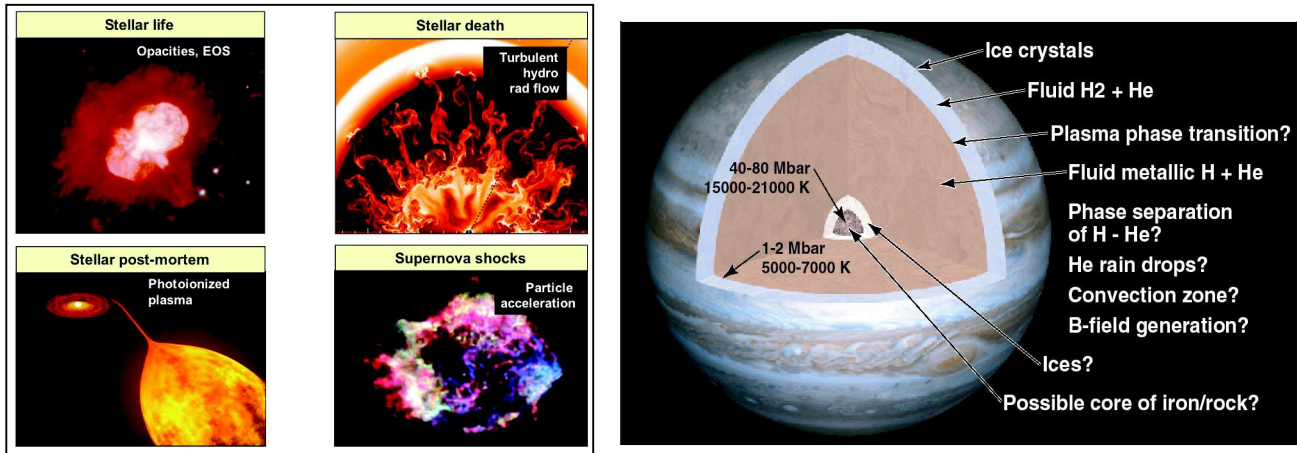 Stellar life
Opacities, EOS
Stellar death
Turbulent
hydro
rad flow
Stellar post-mortem
Photoionized
plasma
Supernova shocks
Particle
acceleration
Ice crystals
Fluid H2 + He
Plasma phase transition?
Fluid metallic H + He
40-80 Mbar
15000-21000 K
Phase separation
of H - He?
1-2 Mbar
5000-7000 K
He rain drops?
Convection zone?
B-field generation?
Ices?
Possible core of iron/rock?